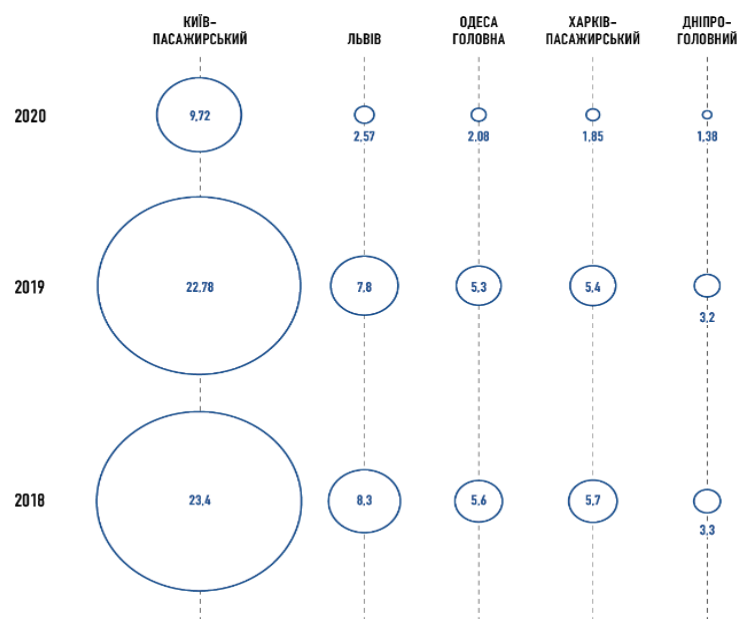 КИЇВ-
ПАСАЖИРСЬКИЙ
ЛЬВІВ
ОДЕСА
ГОЛОВНА
ХАРКІВ-
ПАСАЖИРСЬКИЙ
ДНІПРО-
ГОЛОВНИЙ
2020
9,72
2,57
2,08
1,85
1,38
2019
22,78
7,8
5,3
5,4
3,2
2018
23,4
8,3
5,6
5,7
3,3